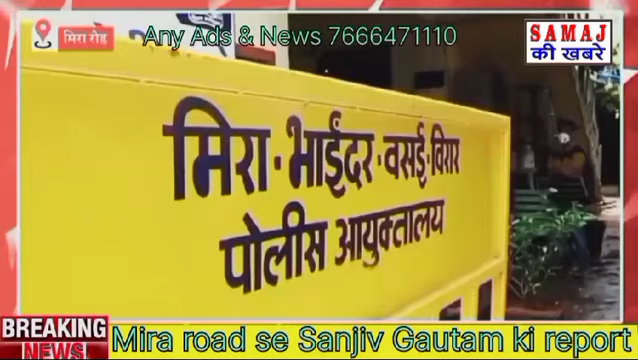 मिरा रोड
Any Ads & News 7666471110
SAMAJ
की खबरे
मिरा·भाईंदर·वसई·विरार
पोलीस आयुक्तालय
BREAKING
NEWS
Mira road se Sanjiv Gautam ki report